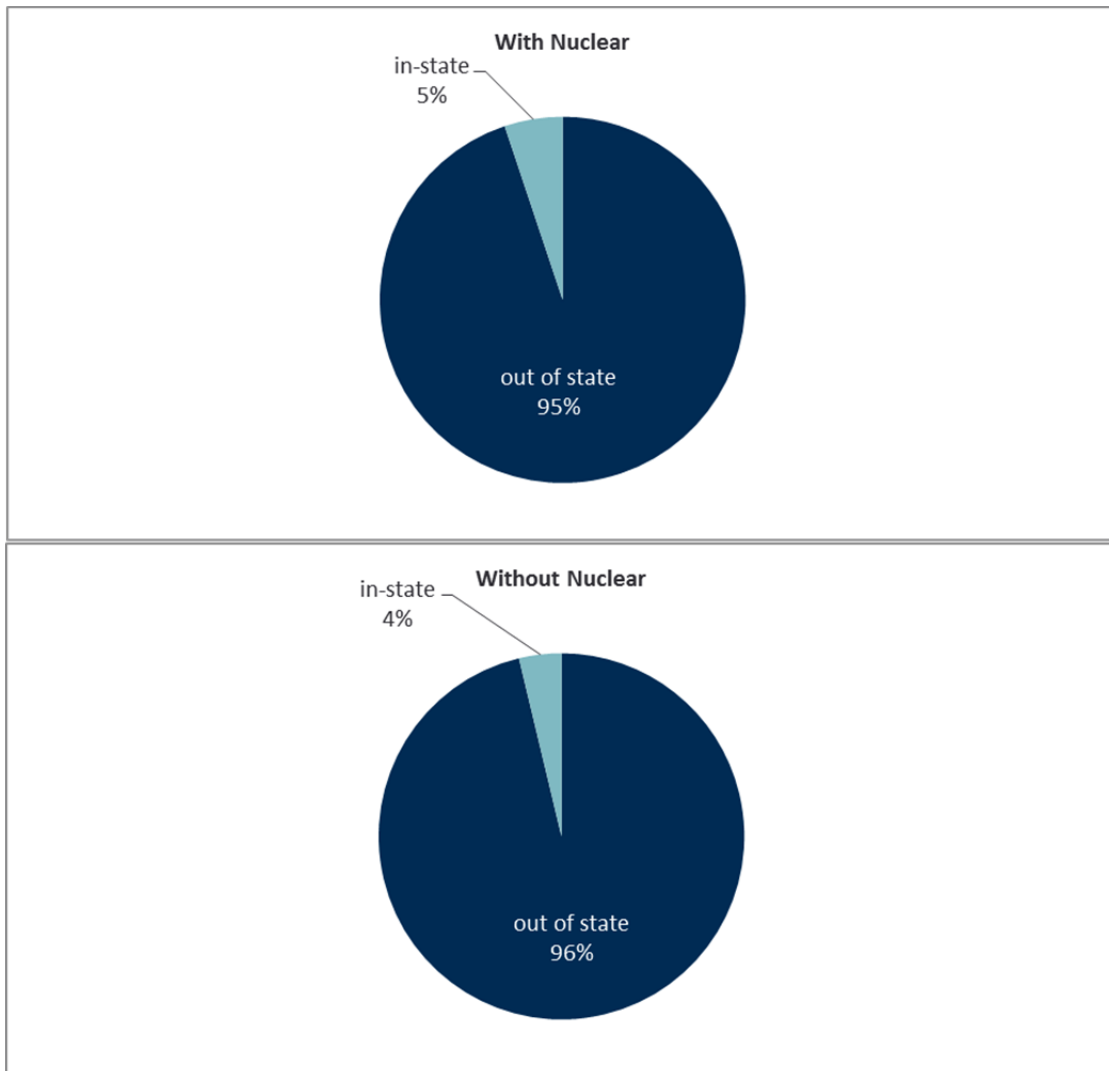 With Nuclear
in-state
5%
out of state
95%
Without Nuclear
in-state
4%
out of state
96%